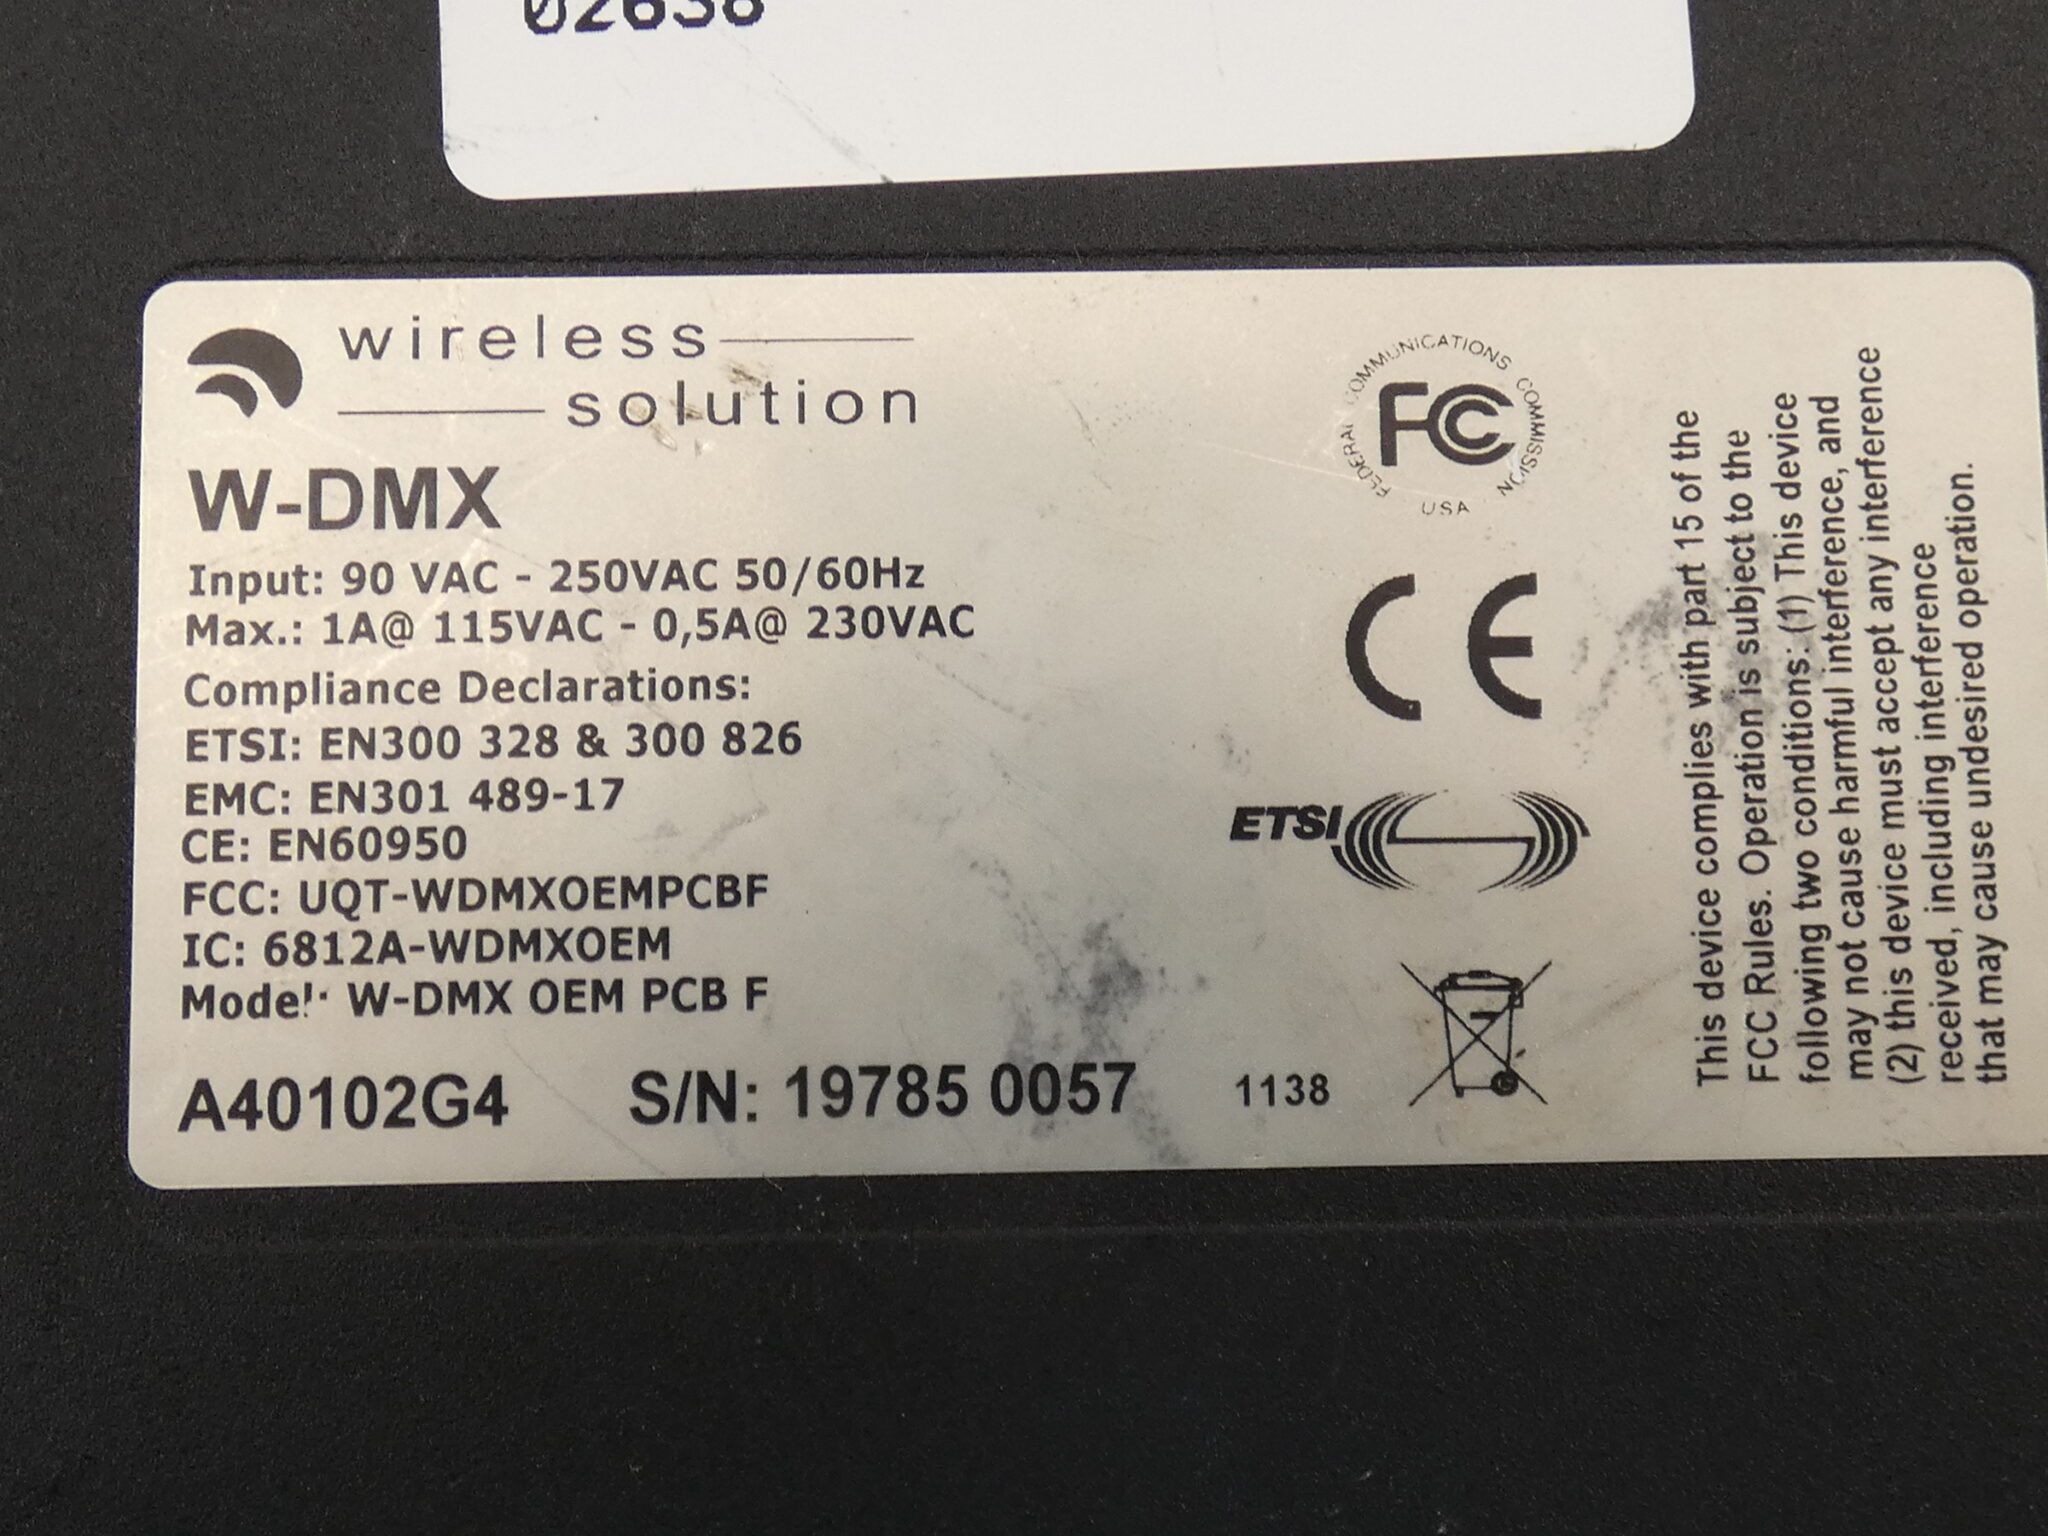 02638
wireless
solution
W-DMX
Input: 90 VAC - 250VAC 50/60Hz
Max.: 1A@ 115VAC - 0,5A@ 230VAC
Compliance Declarations:
ETSI: EN300 328 & 300 826
EMC: EN301 489-17
CE: EN60950
FCC: UQT-WDMXOEMPCBF
IC: 6812A-WDMXOEM
Model: W-DMX OEM PCB F
A40102G4 S/N: 19785 0057 1138
FEDERAL COMMUNICATIONS COMMISSION
USA
FC
CE
ETSI
This device complies with part 15 of the
FCC Rules. Operation is subject to the
following two conditions: (1) This device
may not cause harmful interference, and
(2) this device must accept any interference
received, including interference
that may cause undesired operation.